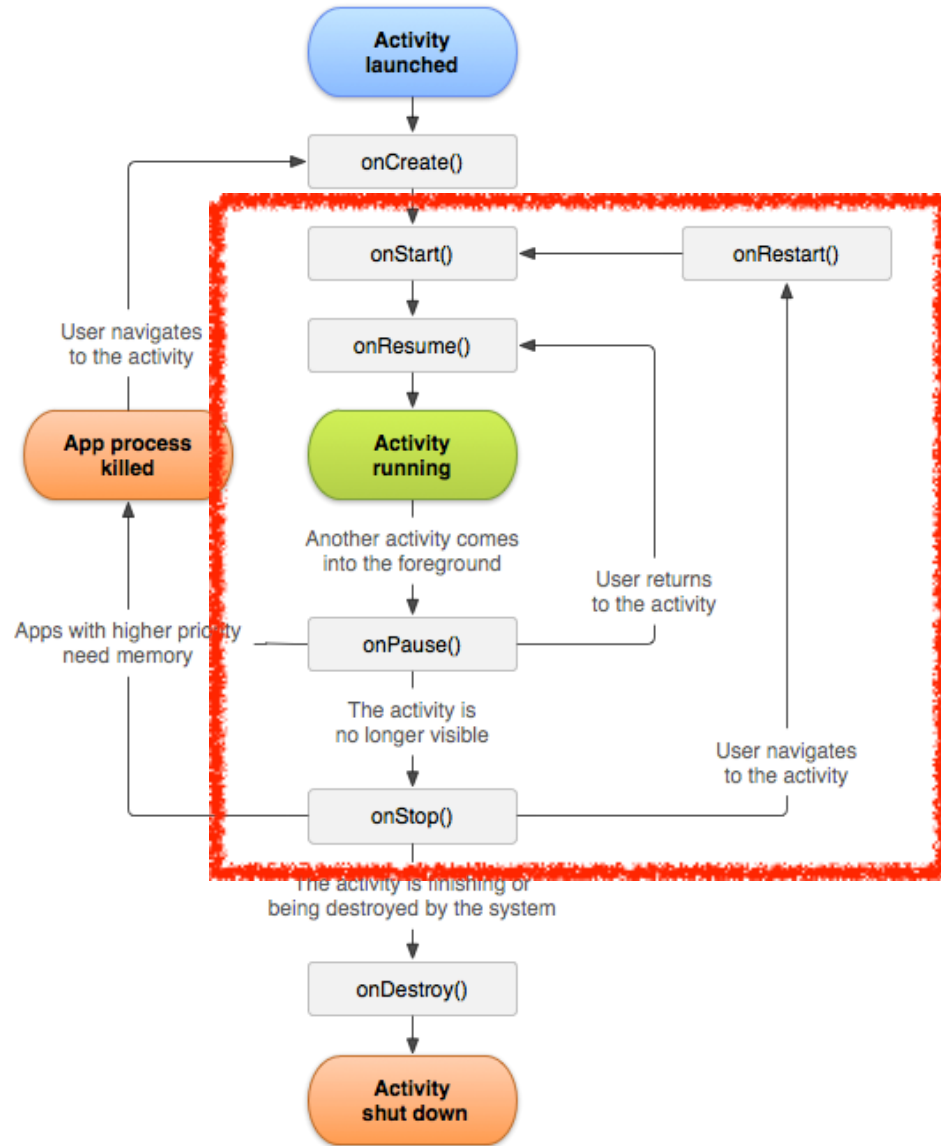 Activity
launched
onCreate()
onStart()
onRestart()
onResume()
User navigates
to the activity
App process
killed
Activity
running
Another activity comes
into the foreground
User returns
to the activity
Apps with higher priority
need memory
onPause()
The activity is
no longer visible
User navigates
to the activity
onStop()
The activity is finishing or
being destroyed by the system
onDestroy()
Activity
shut down